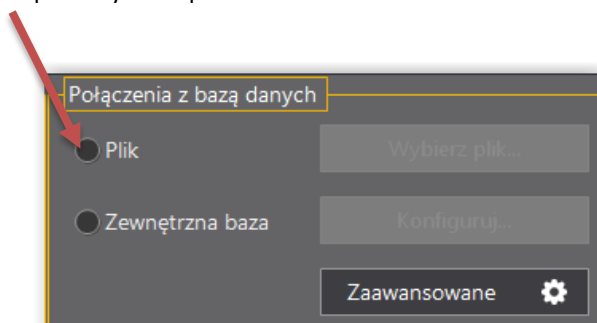 Połączenia z bazą danych
Plik
Wybierz plik...
Zewnętrzna baza
Konfiguruj...
Zaawansowane